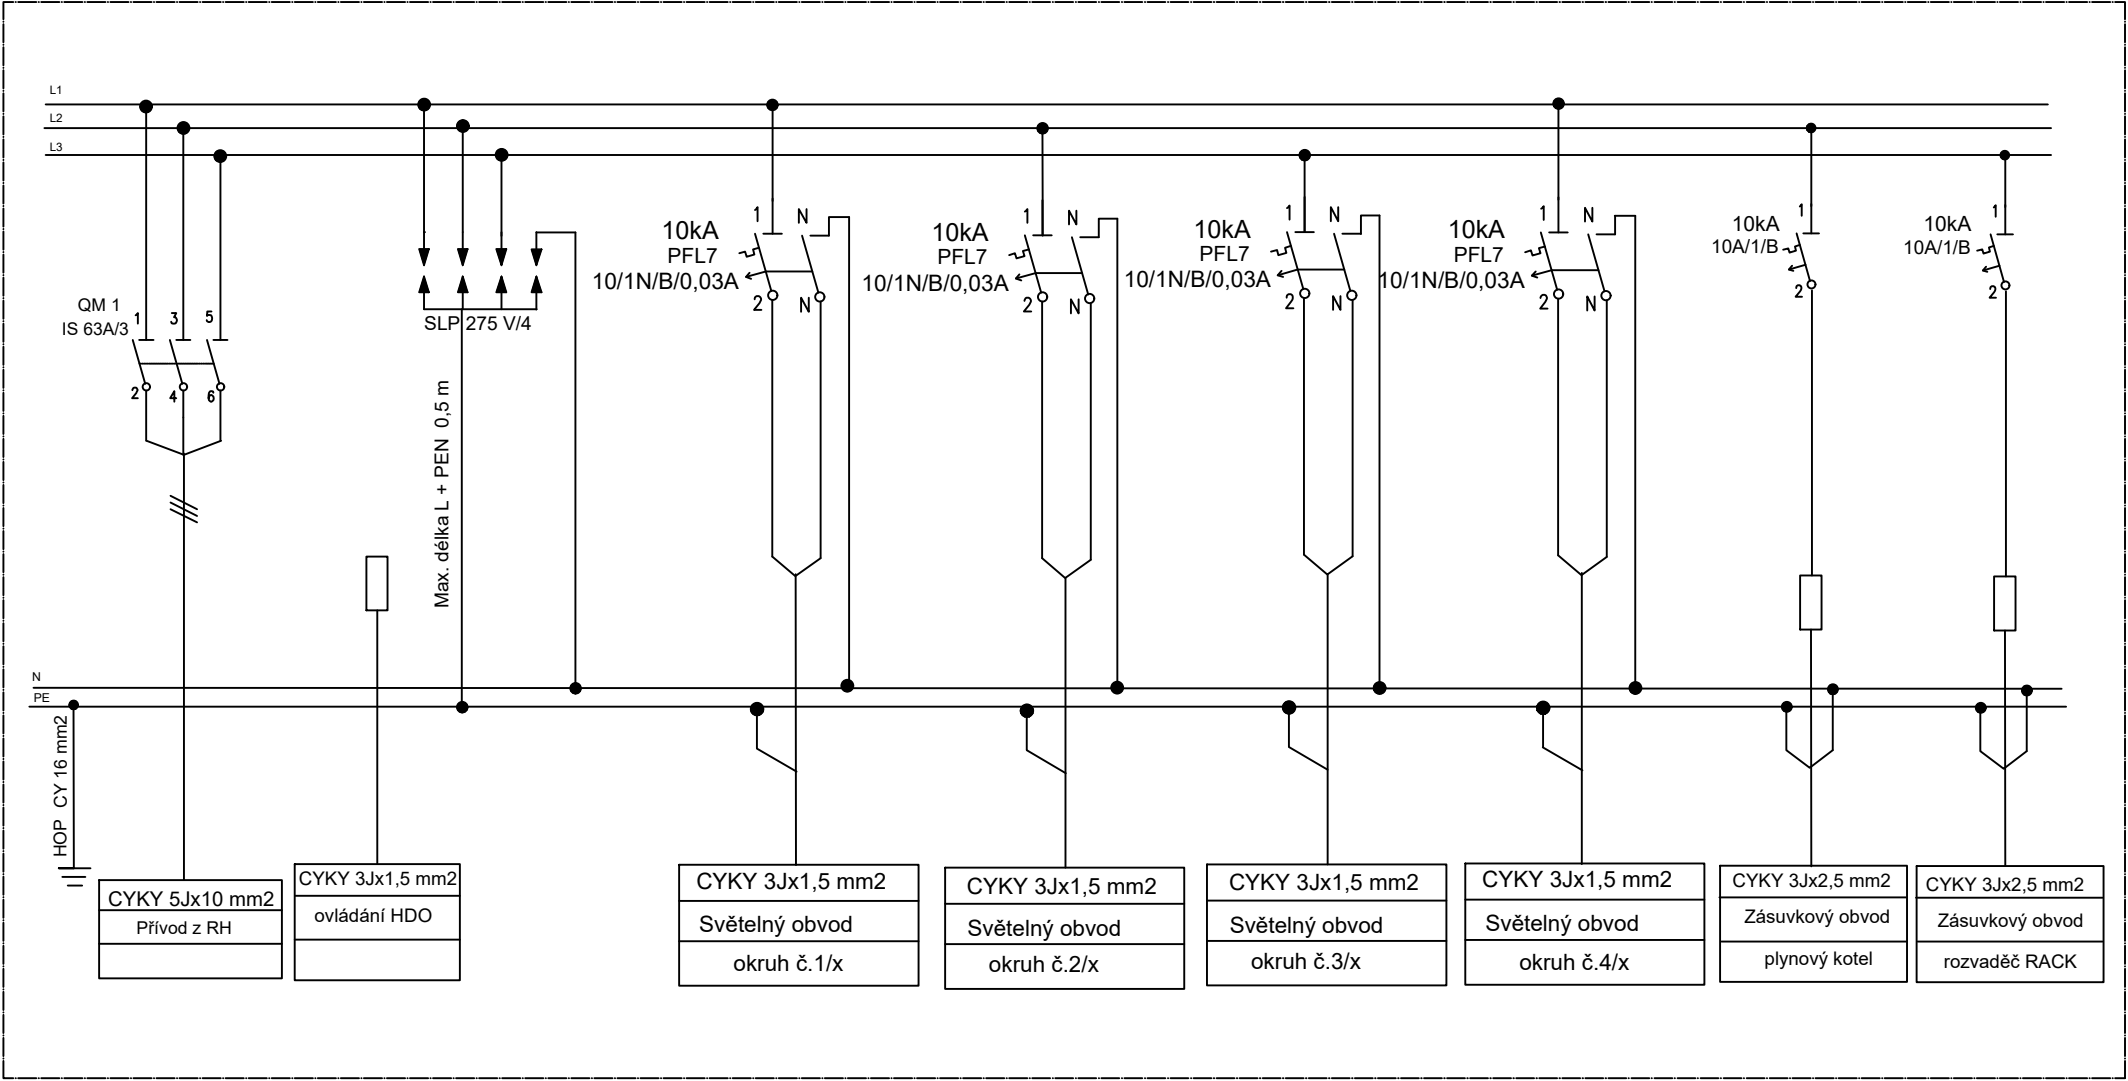 L1
L2
L3
QM 1
IS 63A/3
1
3
5
2
4
6
SLP 275 V/4
Max. délka L + PEN 0,5 m
10kA
PFL7
10/1N/B/0,03A
1
N
2
N
10kA
PFL7
10/1N/B/0,03A
1
N
2
N
10kA
PFL7
10/1N/B/0,03A
1
N
2
N
10kA
PFL7
10/1N/B/0,03A
1
N
2
N
10kA
10A/1/B
1
2
10kA
10A/1/B
1
2
N
PE
HOP CY 16 mm2
CYKY 5Jx10 mm2
Přívod z RH
CYKY 3Jx1,5 mm2
ovládání HDO
CYKY 3Jx1,5 mm2
Světelný obvod
okruh č.1/x
CYKY 3Jx1,5 mm2
Světelný obvod
okruh č.2/x
CYKY 3Jx1,5 mm2
Světelný obvod
okruh č.3/x
CYKY 3Jx1,5 mm2
Světelný obvod
okruh č.4/x
CYKY 3Jx2,5 mm2
Zásuvkový obvod
plynový kotel
CYKY 3Jx2,5 mm2
Zásuvkový obvod
rozvaděč RACK